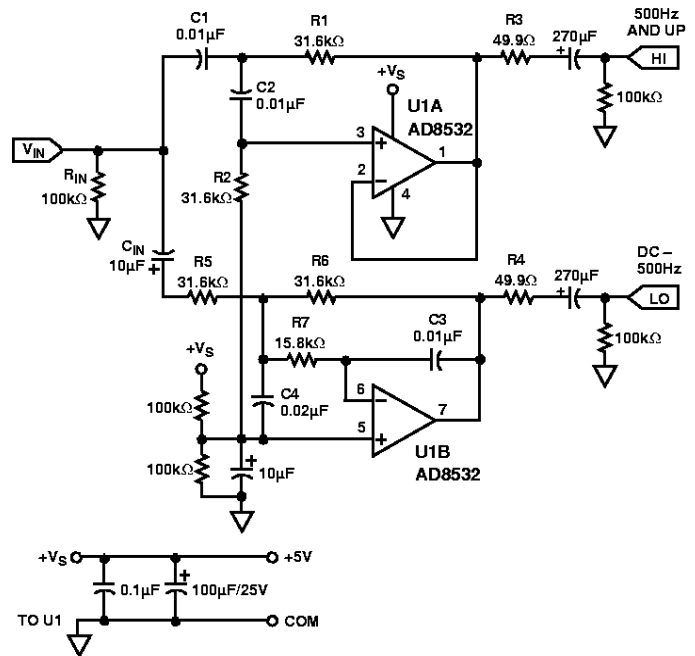 C1
0.01µF
R1
31.6kΩ
R3
49.9Ω
270µF
+
500Hz
AND UP
HI
100kΩ
C2
0.01µF
+VS
U1A
AD8532
3
+
2
−
1
4
VIN
RIN
100kΩ
R2
31.6kΩ
CIN
10µF
+
R5
31.6kΩ
R6
31.6kΩ
R4
49.9Ω
270µF
+
DC –
500Hz
LO
100kΩ
R7
15.8kΩ
C3
0.01µF
+VS
100kΩ
C4
0.02µF
6
−
5
+
7
U1B
AD8532
100kΩ
+
10µF
+VS
+5V
0.1µF
+
100µF/25V
TO U1
COM